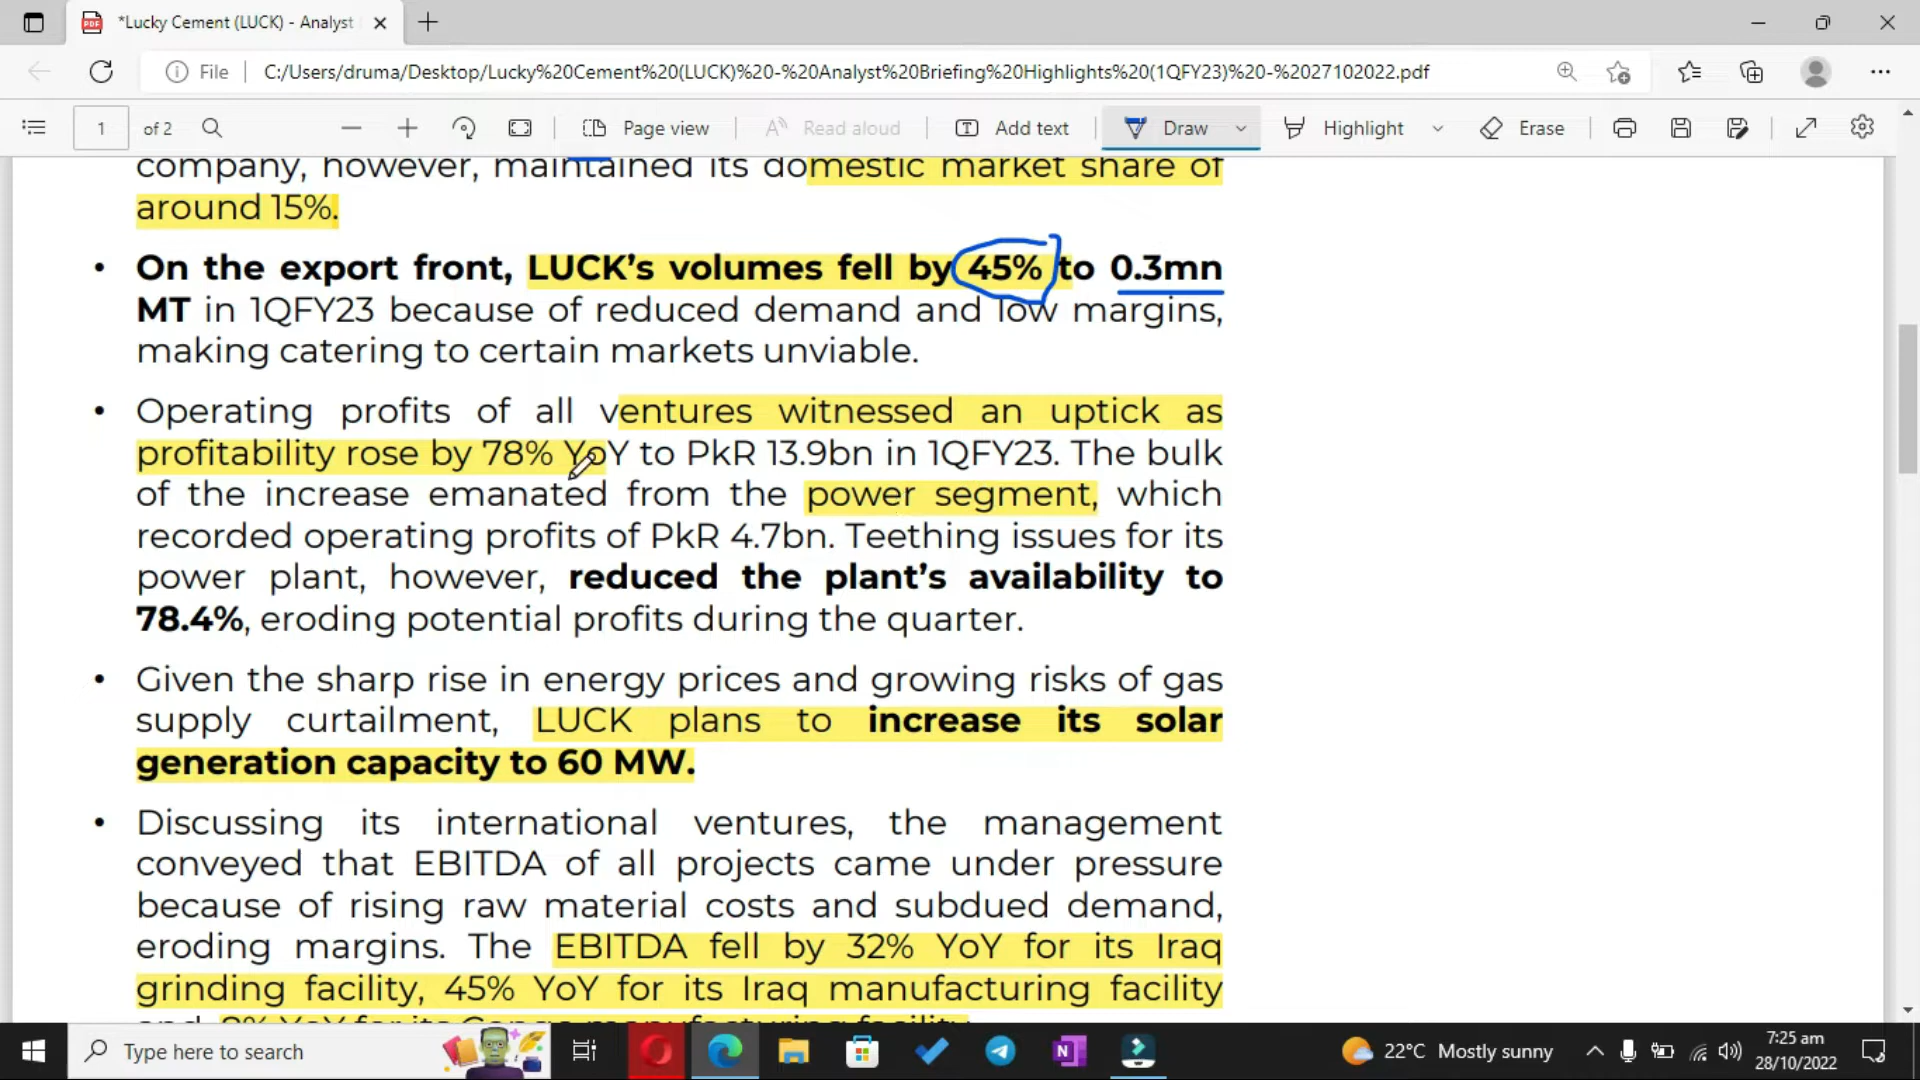 *Lucky Cement (LUCK) - Analyst
File
C:/Users/druma/Desktop/Lucky%20Cement%20(LUCK)%20-%20Analyst%20Briefing%20Highlights%20(1QFY23)%20-%2027102022.pdf
1 of 2
Page view
Read aloud
Add text
Draw
Highlight
Erase
company, however, maintained its domestic market share of
around 15%.
• On the export front, LUCK’s volumes fell by 45% to 0.3mn
MT in 1QFY23 because of reduced demand and low margins,
making catering to certain markets unviable.
• Operating profits of all ventures witnessed an uptick as
profitability rose by 78% YoY to PkR 13.9bn in 1QFY23. The bulk
of the increase emanated from the power segment, which
recorded operating profits of PkR 4.7bn. Teething issues for its
power plant, however, reduced the plant’s availability to
78.4%, eroding potential profits during the quarter.
• Given the sharp rise in energy prices and growing risks of gas
supply curtailment, LUCK plans to increase its solar
generation capacity to 60 MW.
• Discussing its international ventures, the management
conveyed that EBITDA of all projects came under pressure
because of rising raw material costs and subdued demand,
eroding margins. The EBITDA fell by 32% YoY for its Iraq
grinding facility, 45% YoY for its Iraq manufacturing facility
and 8% YoY for its Congo manufacturing facility
Type here to search
22°C Mostly sunny
7:25 am
28/10/2022